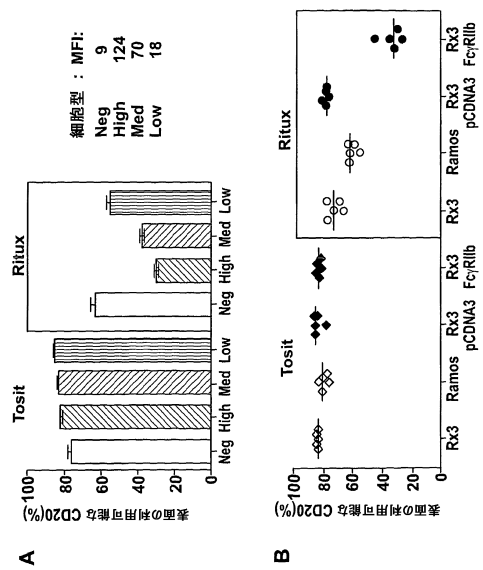 A
Tosit
Ritux
表面の利用可能な CD20(%)
100
80
60
40
20
0
Neg High Med Low Neg High Med Low
細胞型 : MFI:
Neg 9
High 124
Med 70
Low 18
B
Tosit
Ritux
表面の利用可能な CD20(%)
100
80
60
40
20
0
Rx3 Ramos Rx3 Rx3 Rx3 Ramos Rx3 Rx3
pCDNA3 FcγRIIb pCDNA3 FcγRIIb